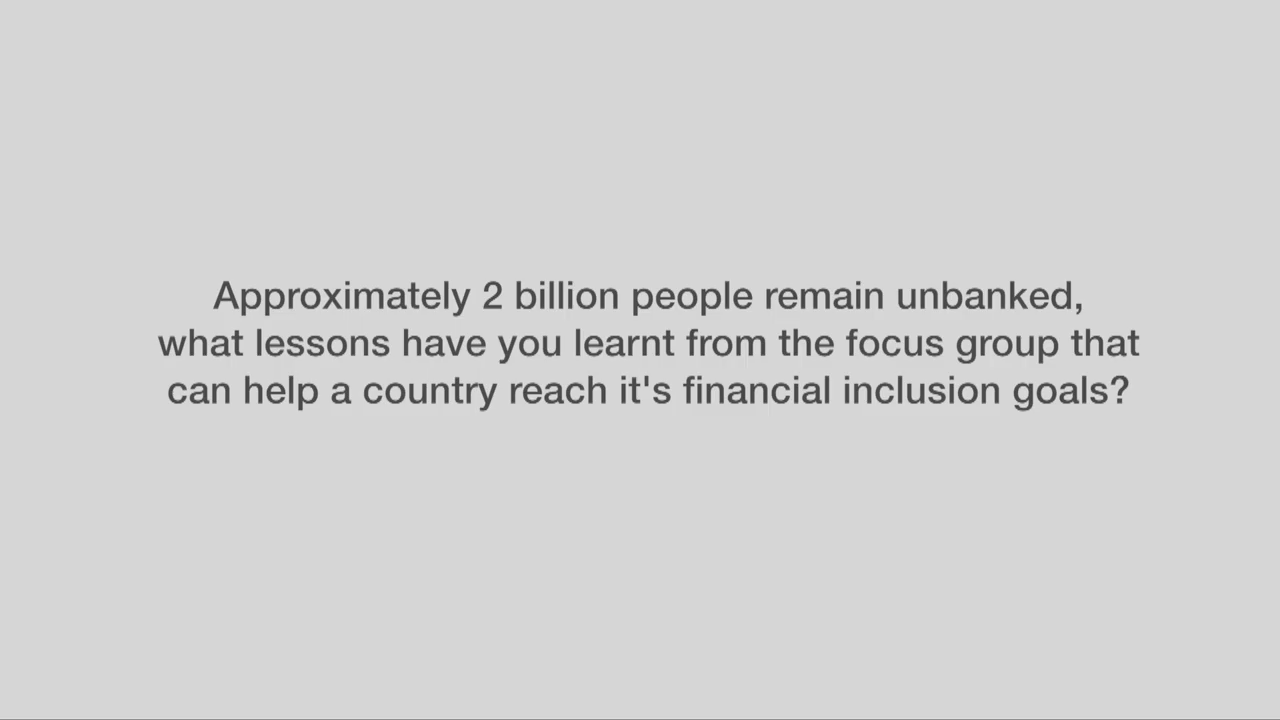 Approximately 2 billion people remain unbanked,
what lessons have you learnt from the focus group that
can help a country reach it's financial inclusion goals?